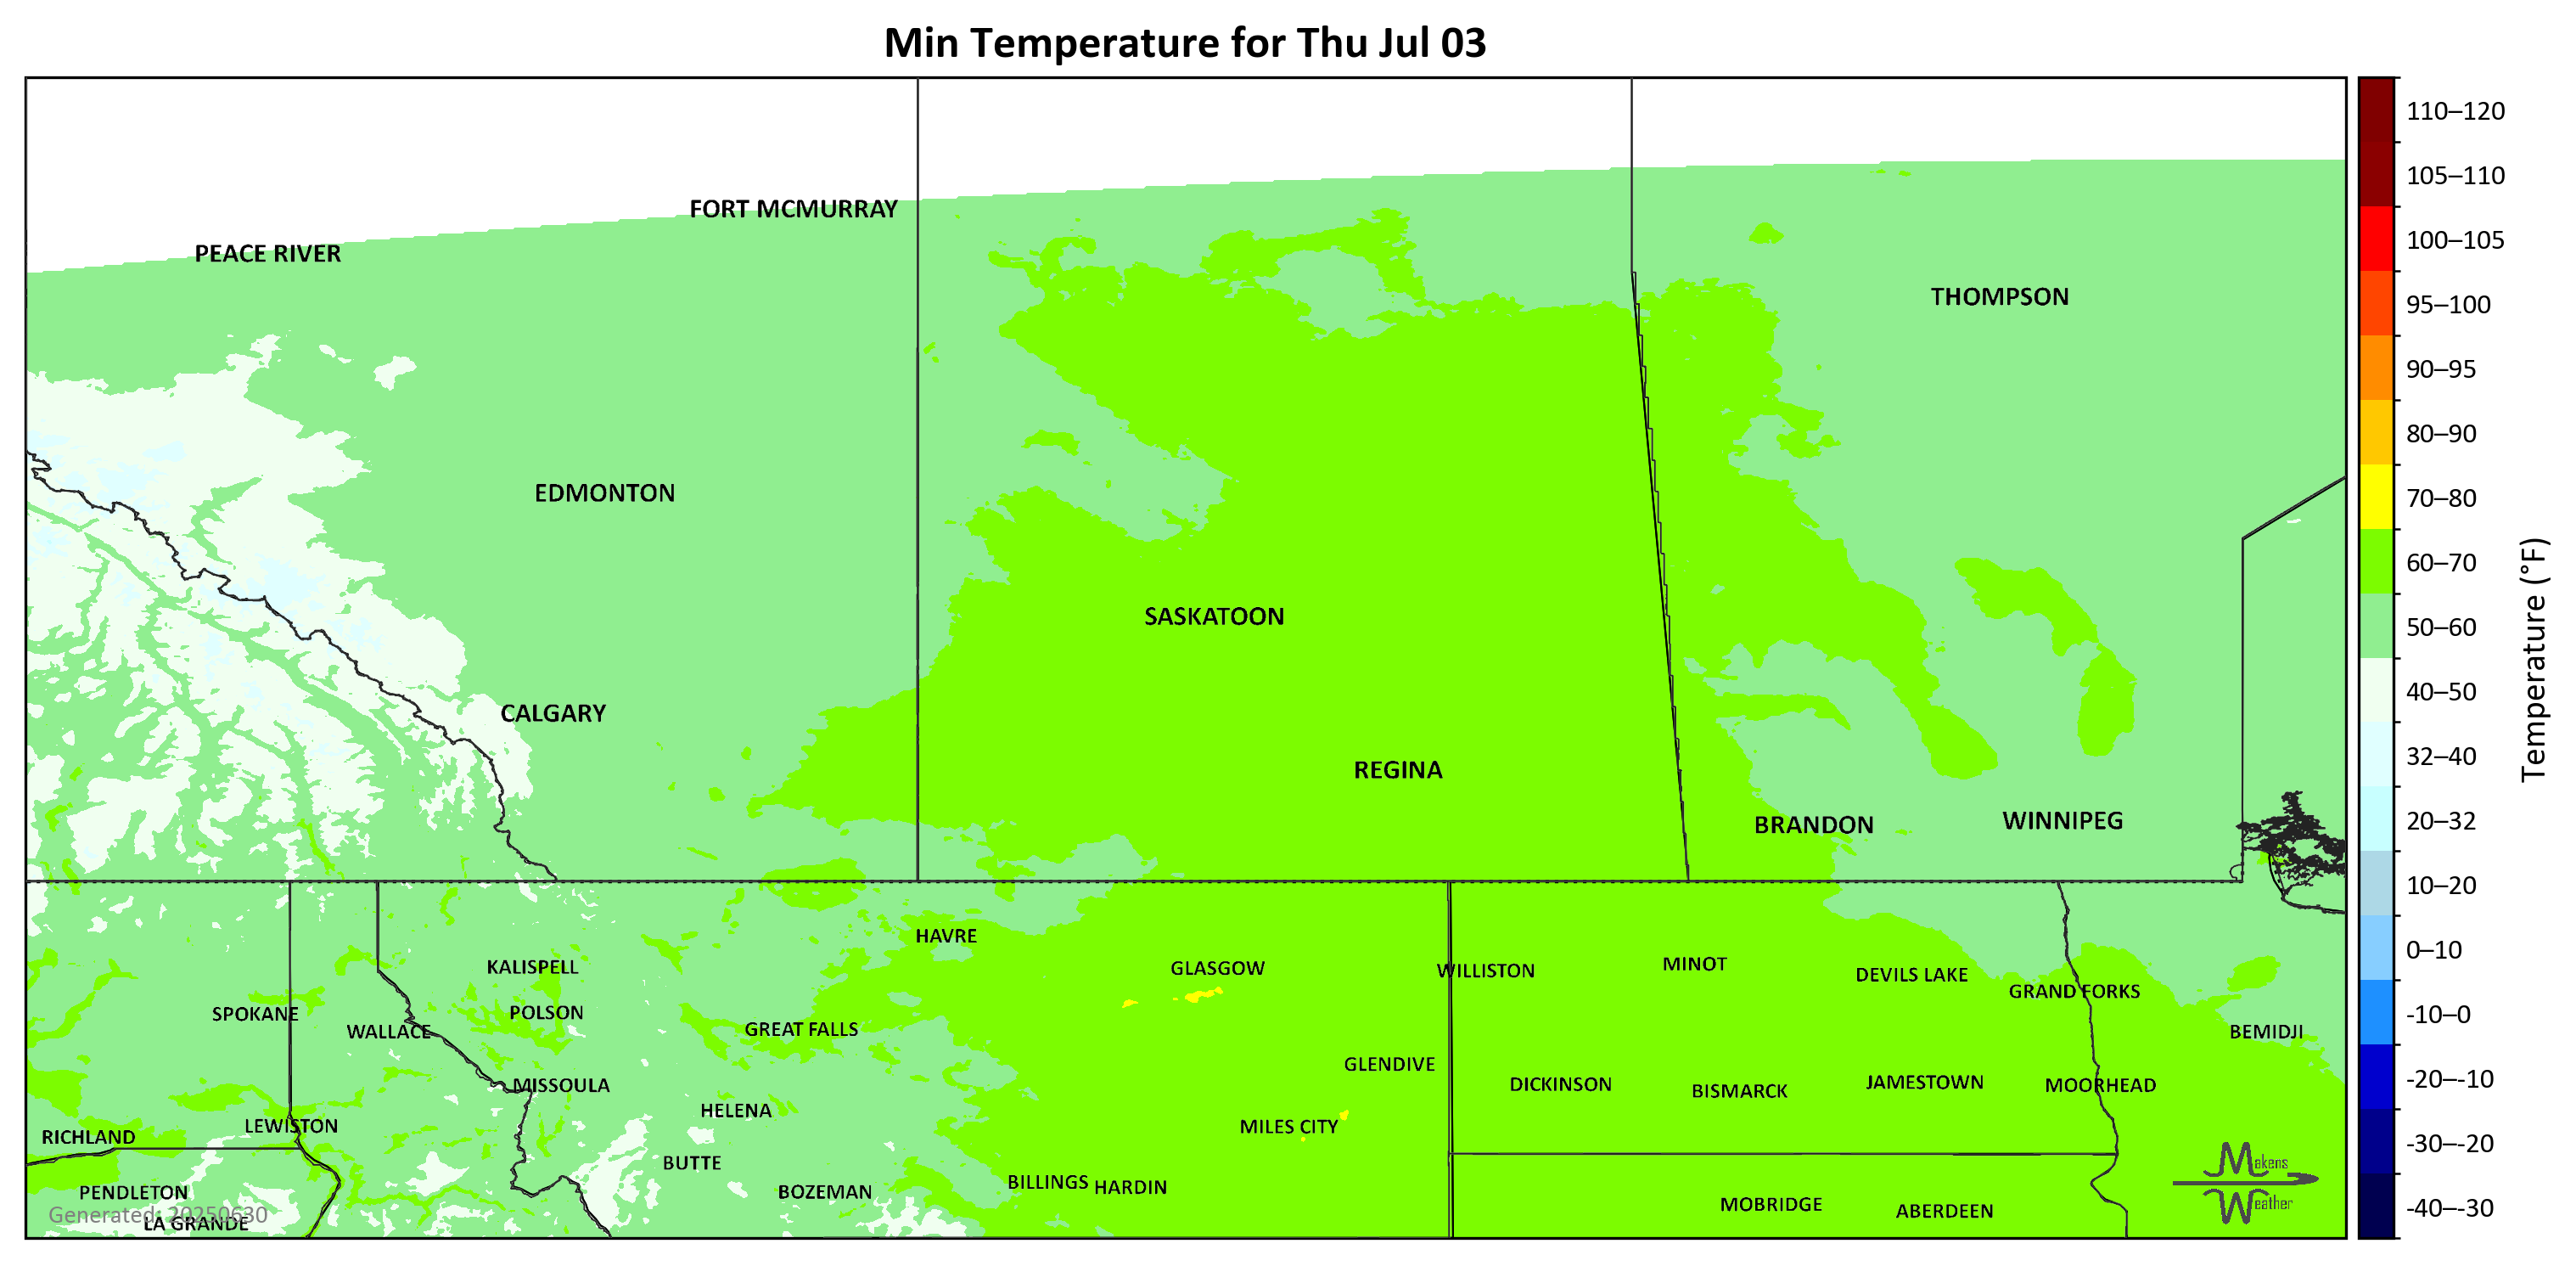 Min Temperature for Thu Jul 03
110–120
105–110
100–105
95–100
90–95
80–90
70–80
60–70
50–60
40–50
32–40
20–32
10–20
0–10
-10–0
-20–-10
-30–-20
-40–-30
Temperature (°F)
FORT MCMURRAY
PEACE RIVER
THOMPSON
EDMONTON
SASKATOON
CALGARY
REGINA
BRANDON
WINNIPEG
HAVRE
KALISPELL
GLASGOW
WILLISTON
MINOT
DEVILS LAKE
GRAND FORKS
SPOKANE
POLSON
WALLACE
GREAT FALLS
BEMIDJI
GLENDIVE
MISSOULA
DICKINSON
BISMARCK
JAMESTOWN
MOORHEAD
HELENA
LEWISTON
MILES CITY
RICHLAND
BUTTE
BILLINGS
HARDIN
PENDLETON
BOZEMAN
MOBRIDGE
ABERDEEN
Generated: 20250630
LA GRANDE
Makens
Weather